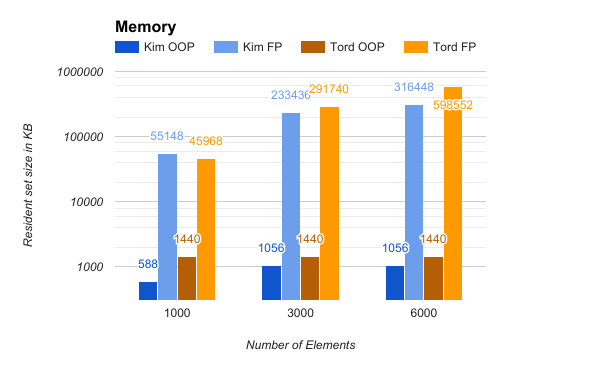 Memory
Kim OOP Kim FP Tord OOP Tord FP
Resident set size in KB
1000000
100000
10000
1000
588 55148 1440 45968
1056 233436 1440 291740
1056 316448 1440 598552
1000 3000 6000
Number of Elements